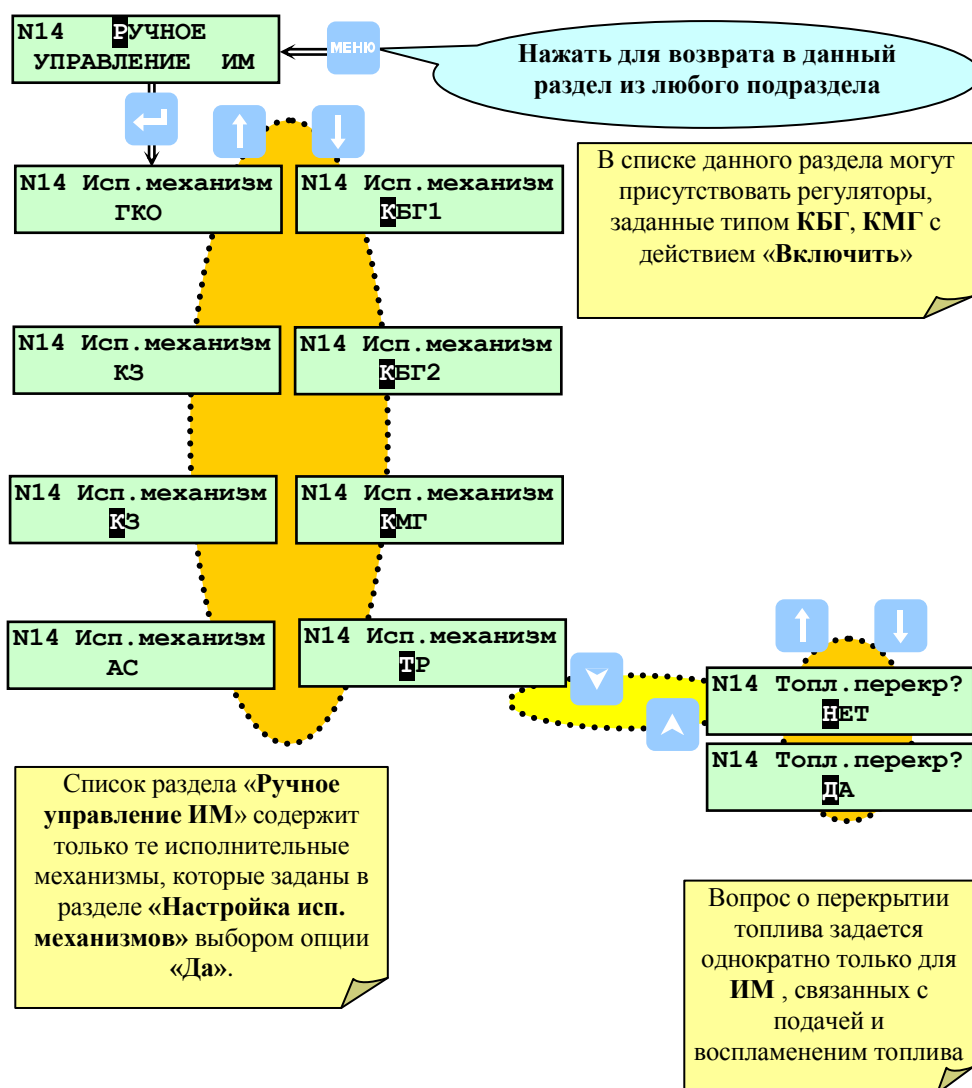 N14 РУЧНОЕ
УПРАВЛЕНИЕ ИМ
МЕНЮ
Нажать для возврата в данный
раздел из любого подраздела
N14 Исп.механизм
ГКО
N14 Исп.механизм
КБГ1
В списке данного раздела могут
присутствовать регуляторы,
заданные типом КБГ, КМГ с
действием «Включить»
N14 Исп.механизм
КЗ
N14 Исп.механизм
КБГ2
N14 Исп.механизм
КЗ
N14 Исп.механизм
КМГ
N14 Исп.механизм
АС
N14 Исп.механизм
ТР
N14 Топл.перекр?
НЕТ
N14 Топл.перекр?
ДА
Список раздела «Ручное
управление ИМ» содержит
только те исполнительные
механизмы, которые заданы в
разделе «Настройка исп.
механизмов» выбором опции
«Да».
Вопрос о перекрытии
топлива задается
однократно только для
ИМ , связанных с
подачей и
воспламененим топлива